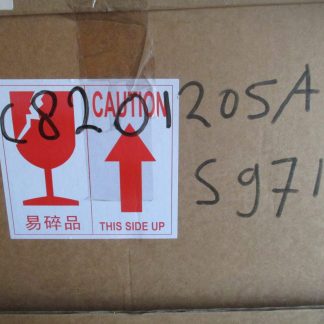 CAUTION
C8201205A
S971
易碎品
THIS SIDE UP